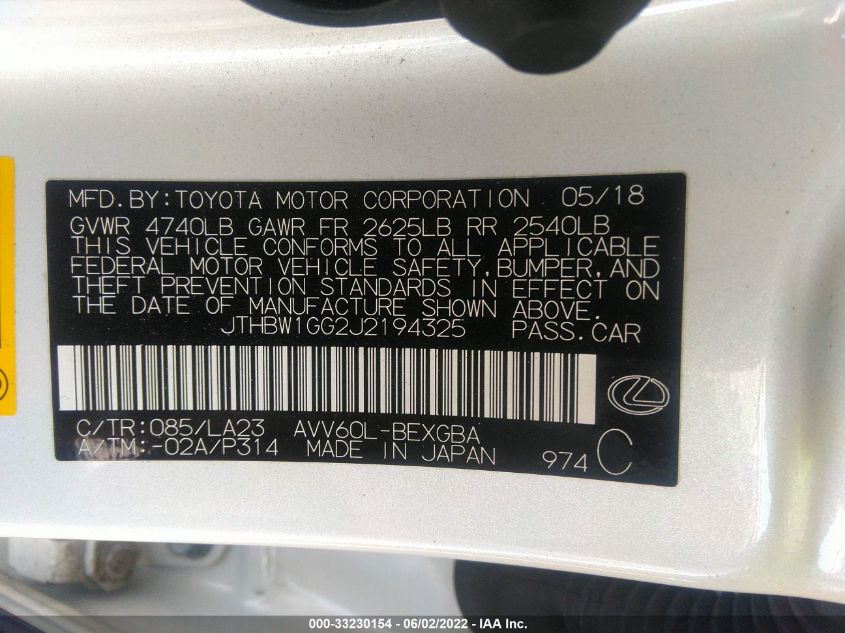 MFD.BY:TOYOTA MOTOR CORPORATION 05/18
GVWR 4740LB GAWR FR 2625LB RR 2540LB
THIS VEHICLE CONFORMS TO ALL APPLICABLE
FEDERAL MOTOR VEHICLE SAFETY,BUMPER,AND
THEFT PREVENTION STANDARDS IN EFFECT ON
THE DATE OF MANUFACTURE SHOWN ABOVE.
JTHBW1GG2J2194325 PASS.CAR
C/TR:085/LA23 AVV60L-BEXGBA
A/TM:-02A/P314 MADE IN JAPAN 974 C
000-33230154 - 06/02/2022 - IAA Inc.